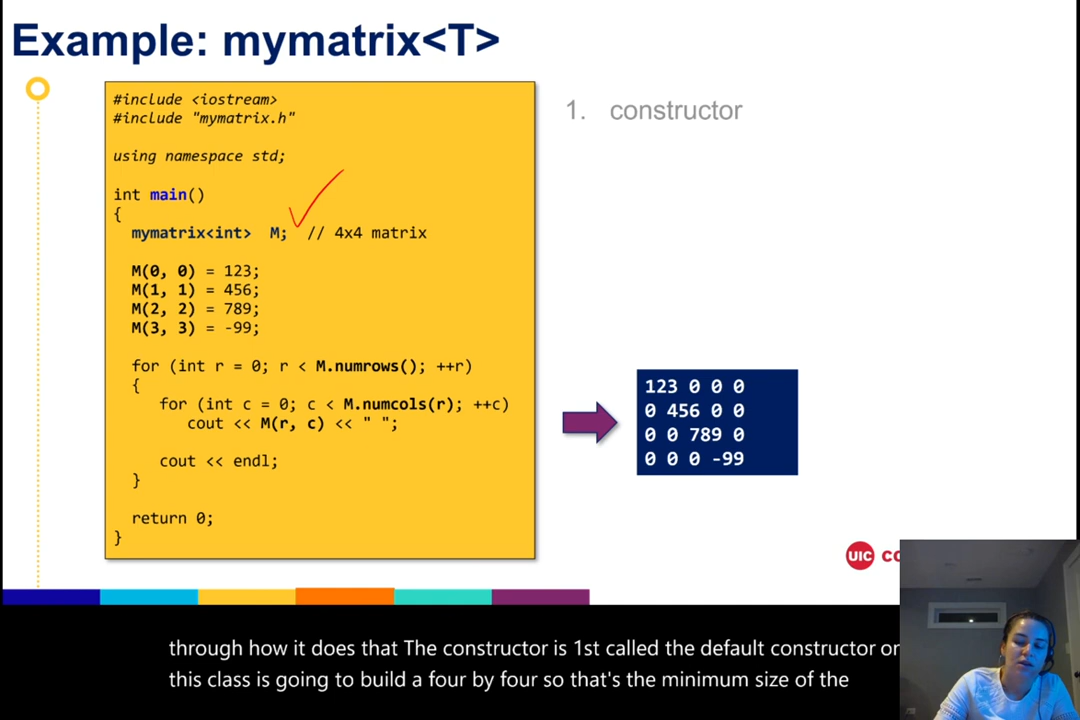 Example: mymatrix<T>
#include <iostream>
#include "mymatrix.h"
using namespace std;
int main()
{
mymatrix<int> M; // 4x4 matrix
M(0, 0) = 123;
M(1, 1) = 456;
M(2, 2) = 789;
M(3, 3) = -99;
for (int r = 0; r < M.numrows(); ++r)
{
for (int c = 0; c < M.numcols(r); ++c)
cout << M(r, c) << " ";
cout << endl;
}
return 0;
}
1. constructor
123 0 0 0
0 456 0 0
0 0 789 0
0 0 0 -99
UIC
through how it does that The constructor is 1st called the default constructor or
this class is going to build a four by four so that's the minimum size of the